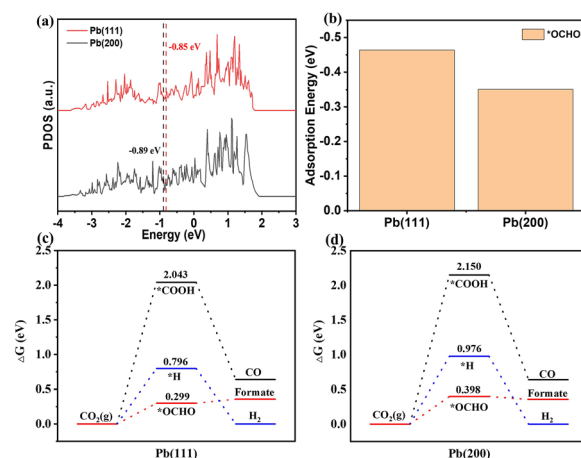 (a)
Pb(111)
Pb(200)
-0.85 eV
-0.89 eV
PDOS (a.u.)
-4 -3 -2 -1 0 1 2 3
Energy (eV)
(b)
*OCHO
Adsorption Energy (eV)
-0.5
-0.4
-0.3
-0.2
-0.1
0.0
Pb(111) Pb(200)
(c)
2.043
*COOH
0.796
*H
0.299
*OCHO
CO2(g)
CO
Formate
H2
ΔG (eV)
2.5
2.0
1.5
1.0
0.5
0.0
Pb(111)
(d)
2.150
*COOH
0.976
*H
0.398
*OCHO
CO2(g)
CO
Formate
H2
ΔG (eV)
2.5
2.0
1.5
1.0
0.5
0.0
Pb(200)